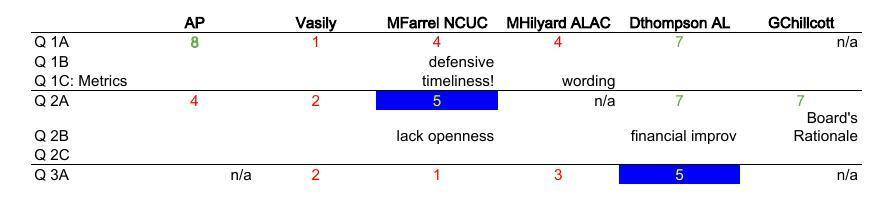 AP Vasily MFarrel NCUC MHilyard ALAC Dthompson AL GChillcott
Q 1A 8 1 4 4 7 n/a
Q 1B defensive
Q 1C: Metrics timeliness! wording
Q 2A 4 2 5 n/a 7 7
Board's
Q 2B lack openness financial improv Rationale
Q 2C
Q 3A n/a 2 1 3 5 n/a